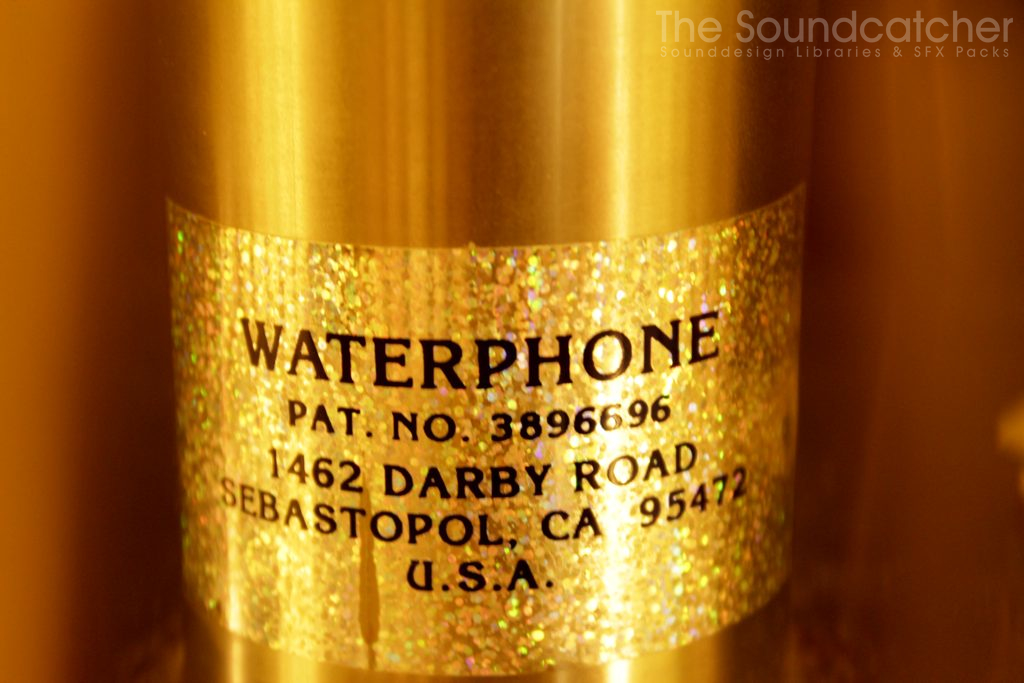 The Soundcatcher
Sounddesign Libraries & SFX Packs
WATERPHONE
PAT. NO. 3896696
1462 DARBY ROAD
SEBASTOPOL, CA 95472
U.S.A.